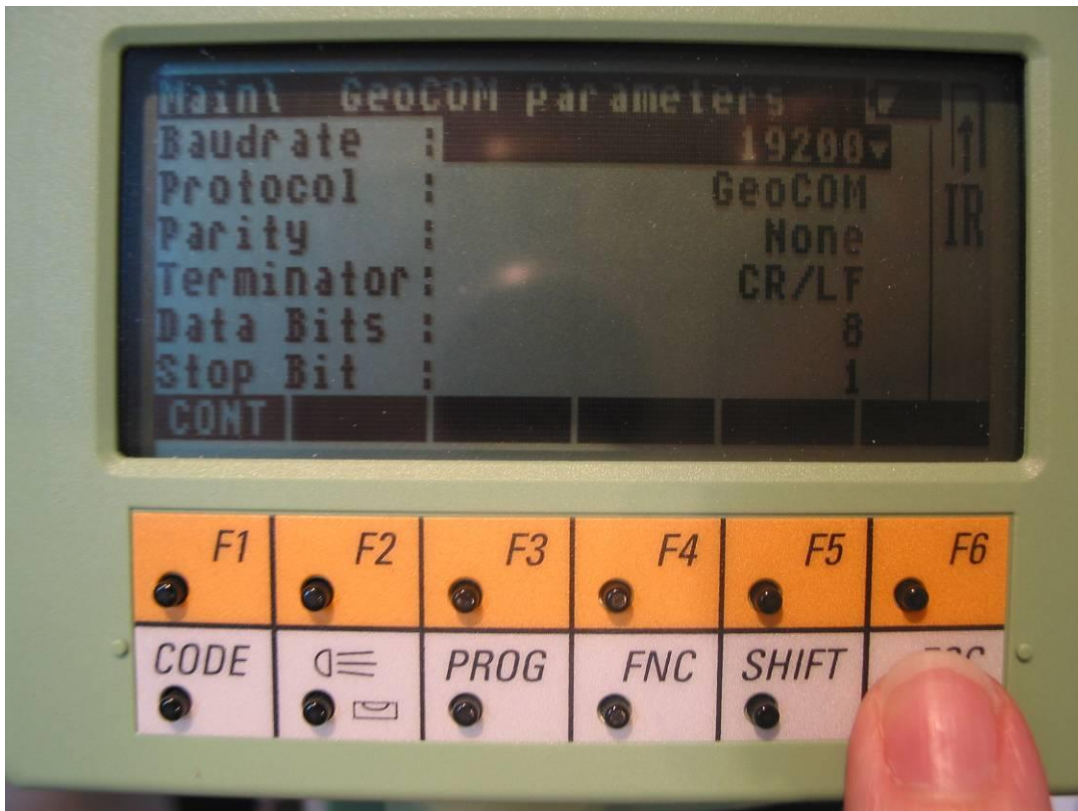 Main\ GeoCOM parameters
Baudrate : 19200
Protocol : GeoCOM
Parity : None
Terminator: CR/LF
Data Bits : 8
Stop Bit : 1
IR
CONT
F1 F2 F3 F4 F5 F6
CODE PROG FNC SHIFT